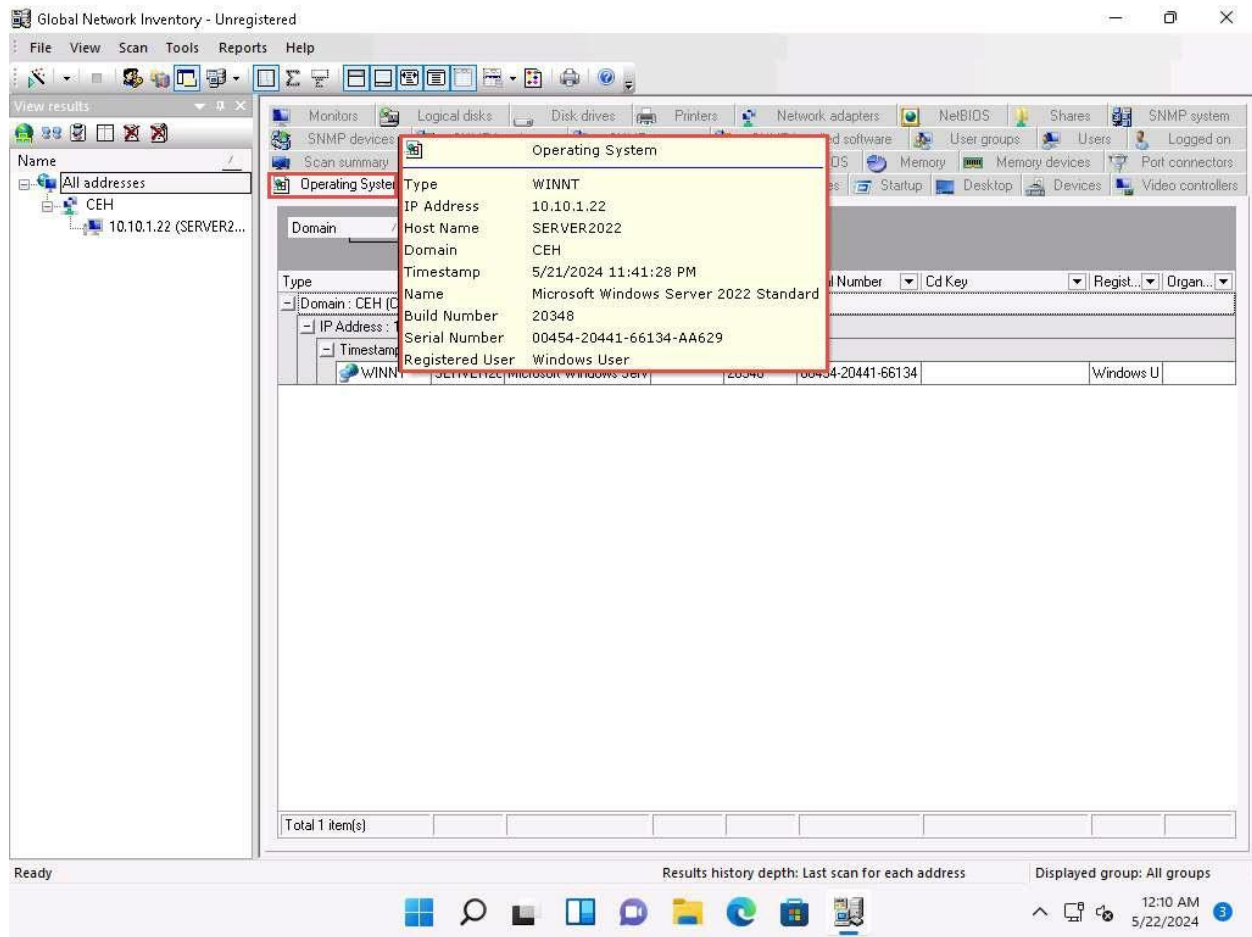 Global Network Inventory - Unregistered
File View Scan Tools Reports Help
View results
Name
All addresses
CEH
10.10.1.22 (SERVER2...
Monitors Logical disks Disk drives Printers Network adapters NetBIOS Shares SNMP system
SNMP devices ed software User groups Users Logged on
Scan summary OS Memory Memory devices Port connectors
Operating System Startup Desktop Devices Video controllers
Operating System
Type WINNT
IP Address 10.10.1.22
Host Name SERVER2022
Domain CEH
Timestamp 5/21/2024 11:41:28 PM
Name Microsoft Windows Server 2022 Standard
Build Number 20348
Serial Number 00454-20441-66134-AA629
Registered User Windows User
Domain
Type Number Cd Key Regist... Organ...
Domain : CEH (C
IP Address : 1
Timestamp
WINNT 20348 00454-20441-66134 Windows U
Total 1 item(s)
Ready Results history depth: Last scan for each address Displayed group: All groups
12:10 AM
5/22/2024
3